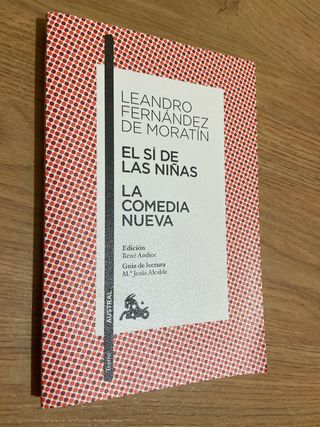 LEANDRO
FERNÁNDEZ
DE MORATÍN
EL SÍ DE
LAS NIÑAS
LA
COMEDIA
NUEVA
Edición
René Andioc
Guía de lectura
M.ª Jesús Alcalde
AUSTRAL
Teatro